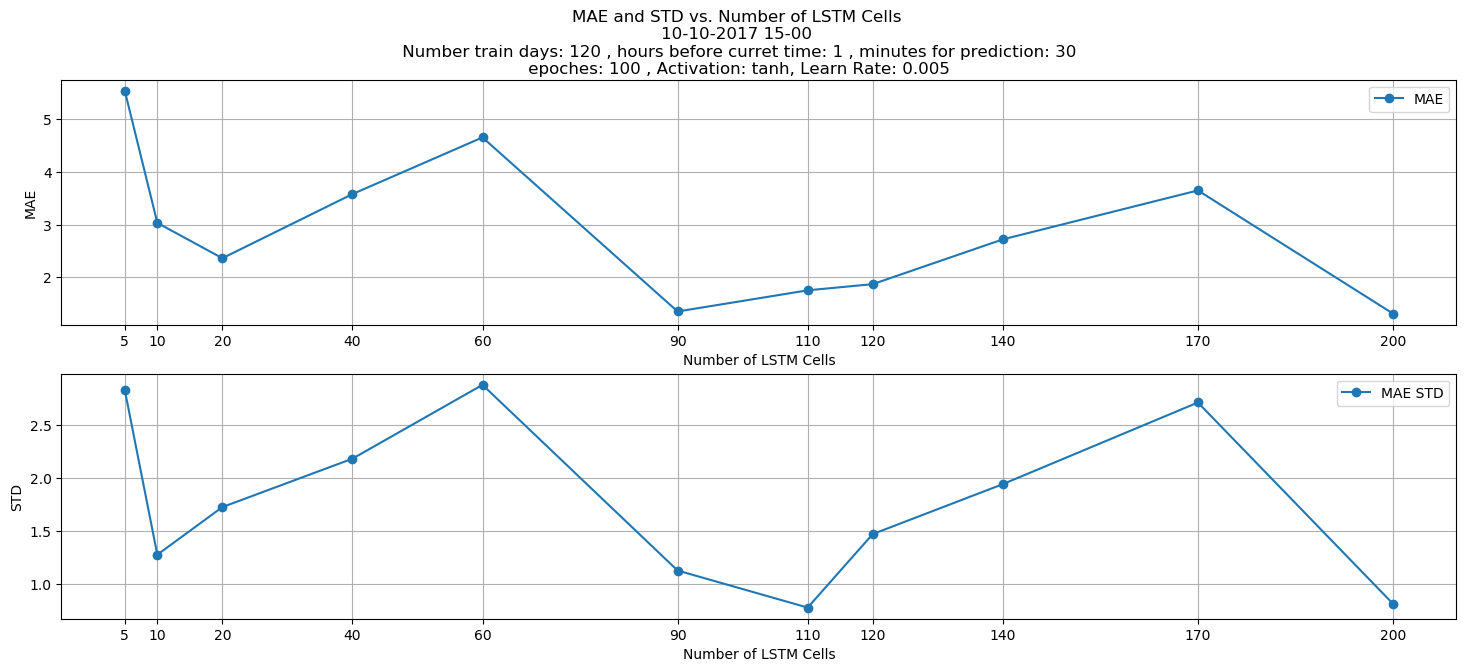 MAE and STD vs. Number of LSTM Cells
10-10-2017 15-00
Number train days: 120 , hours before curret time: 1 , minutes for prediction: 30
epoches: 100 , Activation: tanh, Learn Rate: 0.005
MAE
5
4
3
2
MAE
5 10 20 40 60 90 110 120 140 170 200
Number of LSTM Cells
MAE STD
2.5
2.0
1.5
1.0
STD
5 10 20 40 60 90 110 120 140 170 200
Number of LSTM Cells